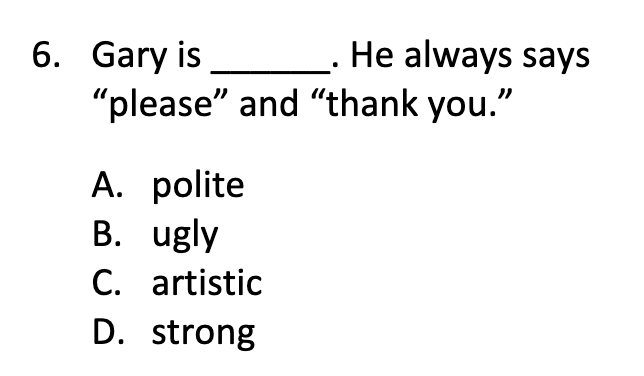 6. Gary is ______. He always says
“please” and “thank you.”
A. polite
B. ugly
C. artistic
D. strong